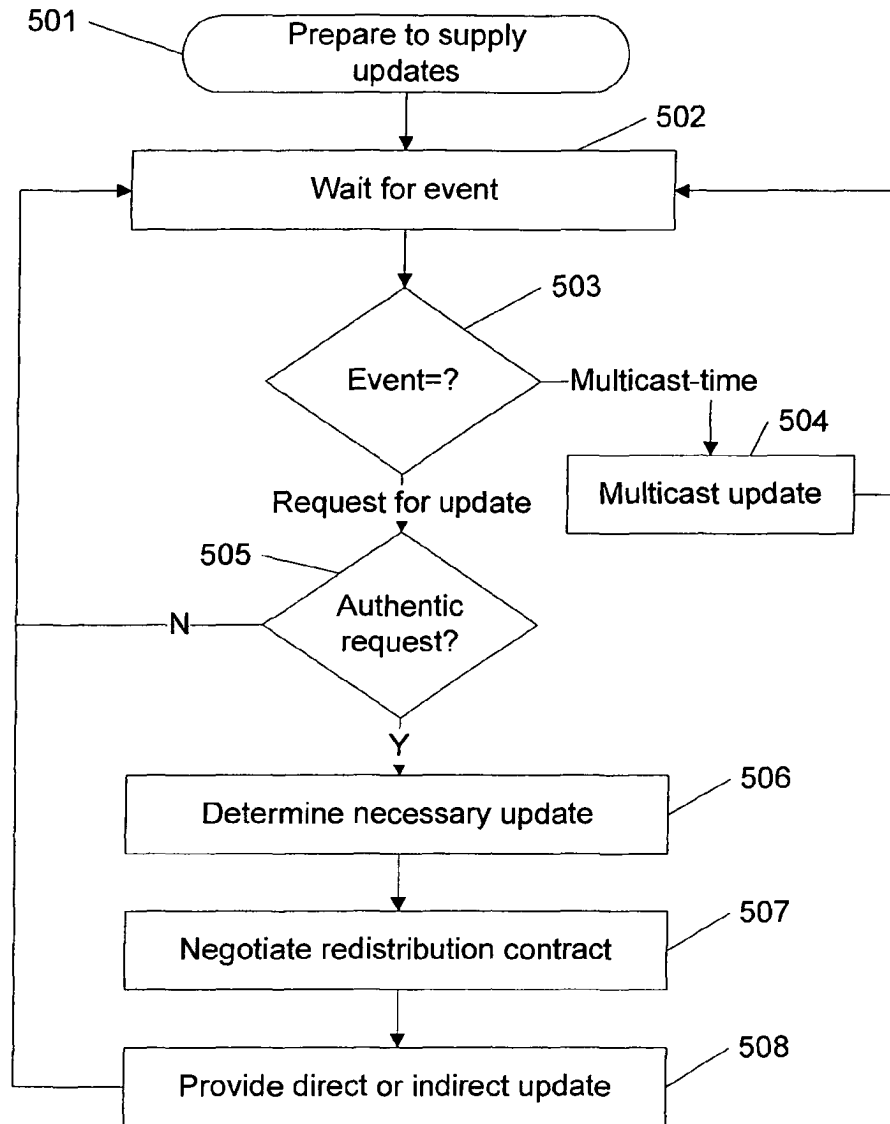 501
Prepare to supply
updates
502
Wait for event
503
Event=?
Multicast-time
504
Multicast update
Request for update
505
Authentic
request?
N
Y
506
Determine necessary update
507
Negotiate redistribution contract
508
Provide direct or indirect update